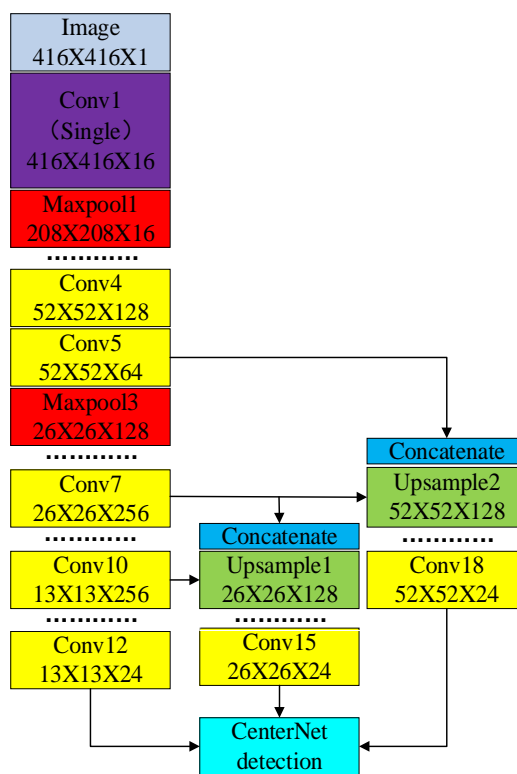 Image
416X416X1
Conv1
（Single）
416X416X16
Maxpool1
208X208X16
............
Conv4
52X52X128
Conv5
52X52X64
Maxpool3
26X26X128
............
Conv7
26X26X256
............
Conv10
13X13X256
............
Conv12
13X13X24
Concatenate
Upsample1
26X26X128
............
Conv15
26X26X24
Concatenate
Upsample2
52X52X128
............
Conv18
52X52X24
CenterNet
detection